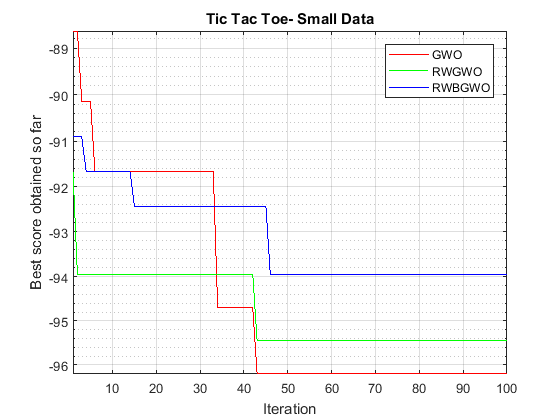 Tic Tac Toe- Small Data
GWO
RWGWO
RWBGWO
Best score obtained so far
-89
-90
-91
-92
-93
-94
-95
-96
10 20 30 40 50 60 70 80 90 100
Iteration